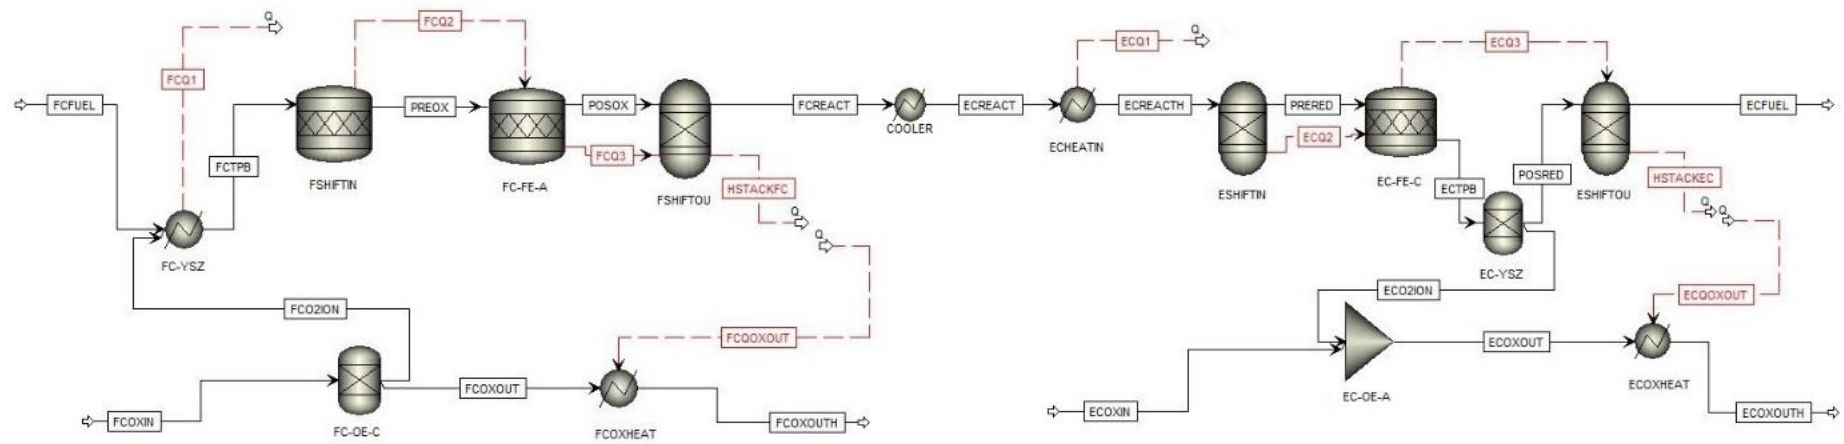 Q
FCQ1
FCQ2
FCFUEL
FCTPB
FC-YSZ
FSHIFTIN
PREOX
FC-FE-A
POSOX
FCQ3
FSHIFTOU
HSTACKFC
Q
Q
FCREACT
COOLER
ECREACT
ECHEATIN
ECQ1
Q
ECREACTH
ESHIFTIN
PRERED
ECQ2
ECQ3
EC-FE-C
ECTPB
POSRED
EC-YSZ
ESHIFTOU
ECFUEL
HSTACKEC
Q
Q
FCO2ION
FCQOXOUT
FCOXIN
FC-OE-C
FCOXOUT
FCOXHEAT
FCOXOUTH
ECO2ION
ECQOXOUT
ECOXIN
EC-OE-A
ECOXOUT
ECOXHEAT
ECOXOUTH